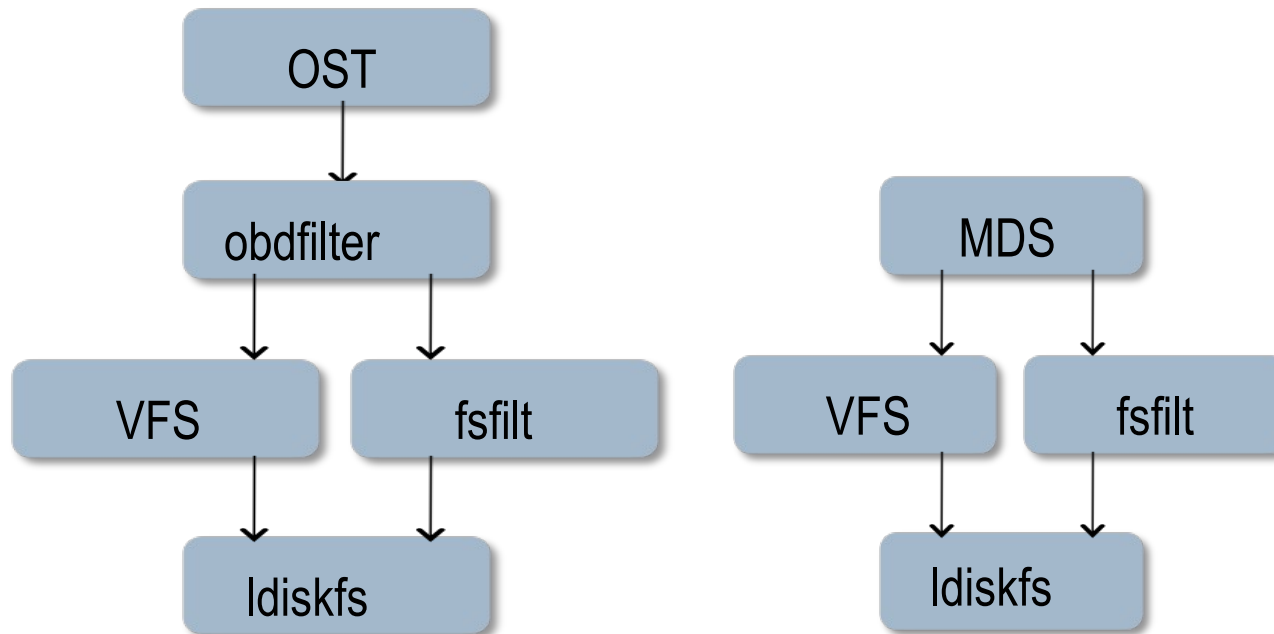 OST
obdfilter
MDS
VFS
fsfilt
VFS
fsfilt
ldiskfs
ldiskfs